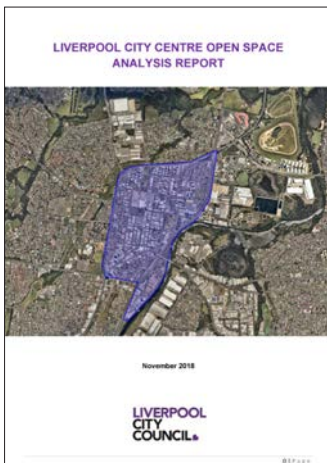 LIVERPOOL CITY CENTRE OPEN SPACE
ANALYSIS REPORT
November 2018
LIVERPOOL
CITY
COUNCIL